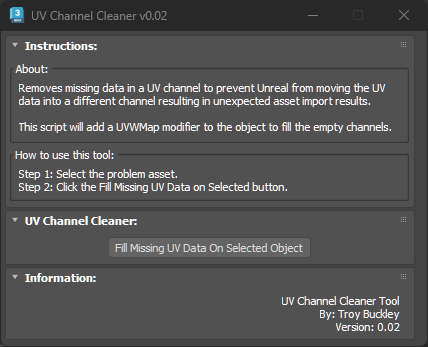 UV Channel Cleaner v0.02
Instructions:
About:
Removes missing data in a UV channel to prevent Unreal from moving the UV
data into a different channel resulting in unexpected asset import results.
This script will add a UVWMap modifier to the object to fill the empty channels.
How to use this tool:
Step 1: Select the problem asset.
Step 2: Click the Fill Missing UV Data on Selected button.
UV Channel Cleaner:
Fill Missing UV Data On Selected Object
Information:
UV Channel Cleaner Tool
By: Troy Buckley
Version: 0.02